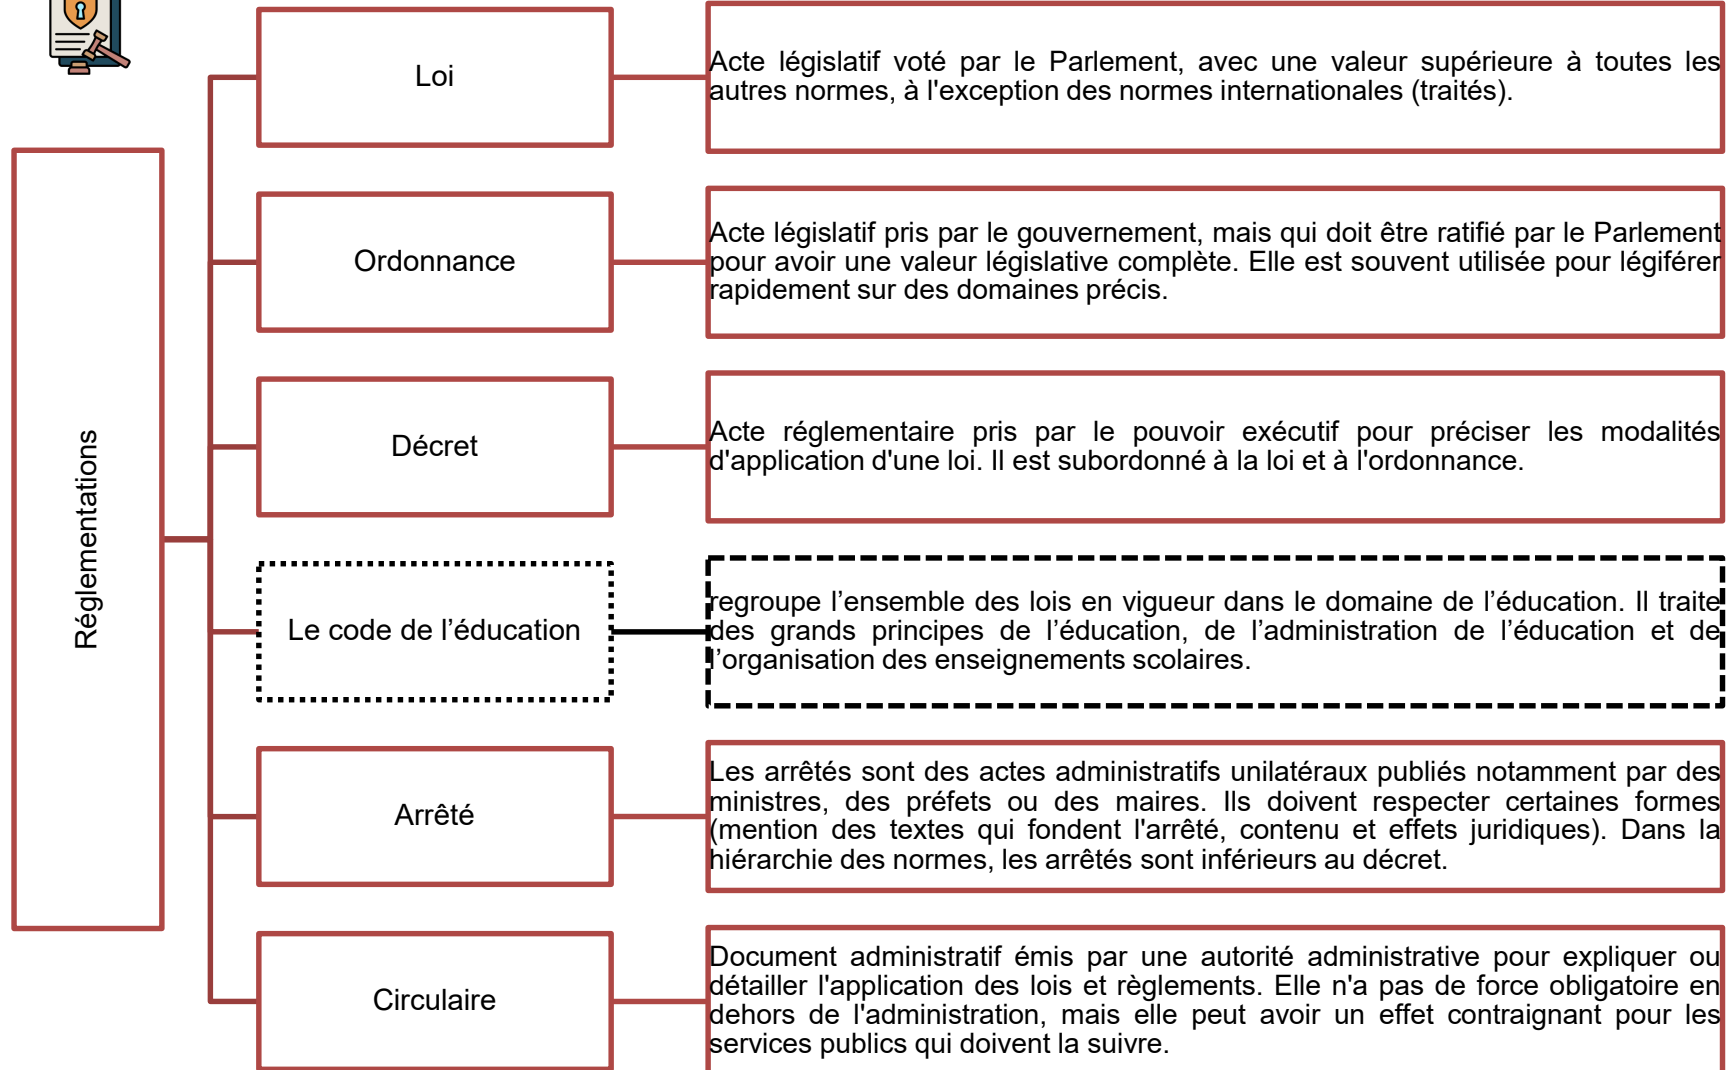 Réglementations
Loi
Acte législatif voté par le Parlement, avec une valeur supérieure à toutes les
autres normes, à l'exception des normes internationales (traités).
Ordonnance
Acte législatif pris par le gouvernement, mais qui doit être ratifié par le Parlement
pour avoir une valeur législative complète. Elle est souvent utilisée pour légiférer
rapidement sur des domaines précis.
Décret
Acte réglementaire pris par le pouvoir exécutif pour préciser les modalités
d'application d'une loi. Il est subordonné à la loi et à l'ordonnance.
Le code de l’éducation
regroupe l’ensemble des lois en vigueur dans le domaine de l’éducation. Il traite
des grands principes de l’éducation, de l’administration de l’éducation et de
l’organisation des enseignements scolaires.
Arrêté
Les arrêtés sont des actes administratifs unilatéraux publiés notamment par des
ministres, des préfets ou des maires. Ils doivent respecter certaines formes
(mention des textes qui fondent l'arrêté, contenu et effets juridiques). Dans la
hiérarchie des normes, les arrêtés sont inférieurs au décret.
Circulaire
Document administratif émis par une autorité administrative pour expliquer ou
détailler l'application des lois et règlements. Elle n'a pas de force obligatoire en
dehors de l'administration, mais elle peut avoir un effet contraignant pour les
services publics qui doivent la suivre.